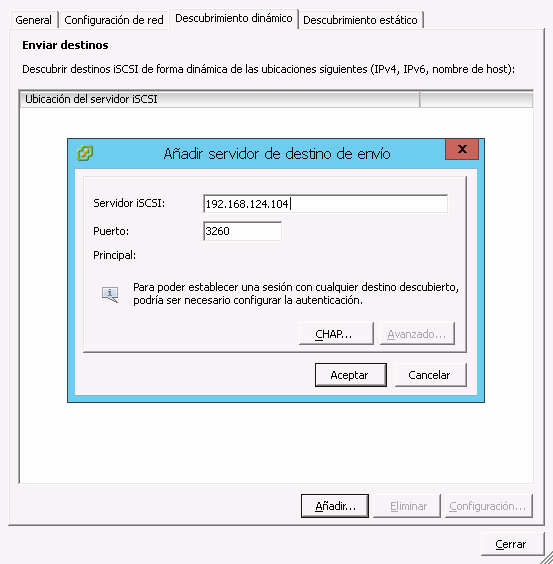 General Configuración de red Descubrimiento dinámico Descubrimiento estático
Enviar destinos
Descubrir destinos iSCSI de forma dinámica de las ubicaciones siguientes (IPv4, IPv6, nombre de host):
Ubicación del servidor iSCSI
Añadir servidor de destino de envío
Servidor iSCSI: 192.168.124.104
Puerto: 3260
Principal:
Para poder establecer una sesión con cualquier destino descubierto,
podría ser necesario configurar la autenticación.
CHAP... Avanzado...
Aceptar Cancelar
Añadir... Eliminar Configuración...
Cerrar